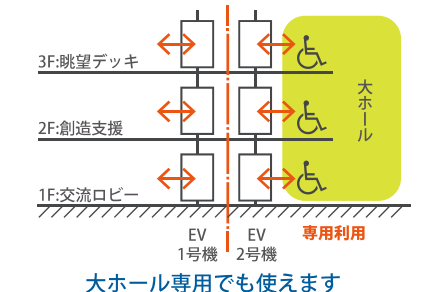 3F:眺望デッキ
大ホール
2F:創造支援
1F:交流ロビー
EV
1号機
EV
2号機
専用利用
大ホール専用でも使えます